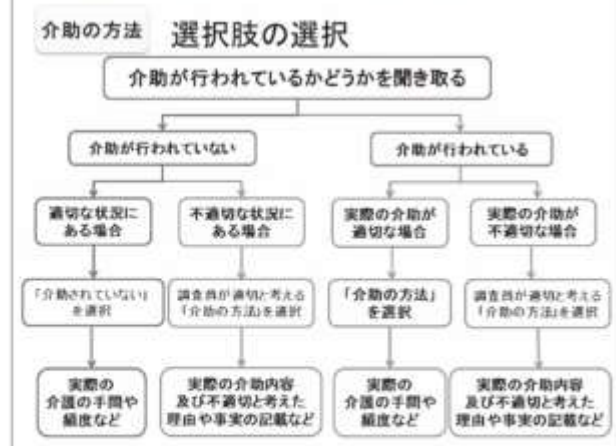 介助の方法
選択肢の選択
介助が行われているかどうかを聞き取る
介助が行われていない
介助が行われている
適切な状況に
ある場合
不適切な状況に
ある場合
実際の介助が
適切な場合
実際の介助が
不適切な場合
「介助されていない」
を選択
調査員が適切と考える
「介助の方法」を選択
「介助の方法」
を選択
調査員が適切と考える
「介助の方法」を選択
実際の
介護の手間や
頻度など
実際の介助内容
及び不適切と考えた
理由や事実の記載など
実際の
介護の手間や
頻度など
実際の介助内容
及び不適切と考えた
理由や事実の記載など